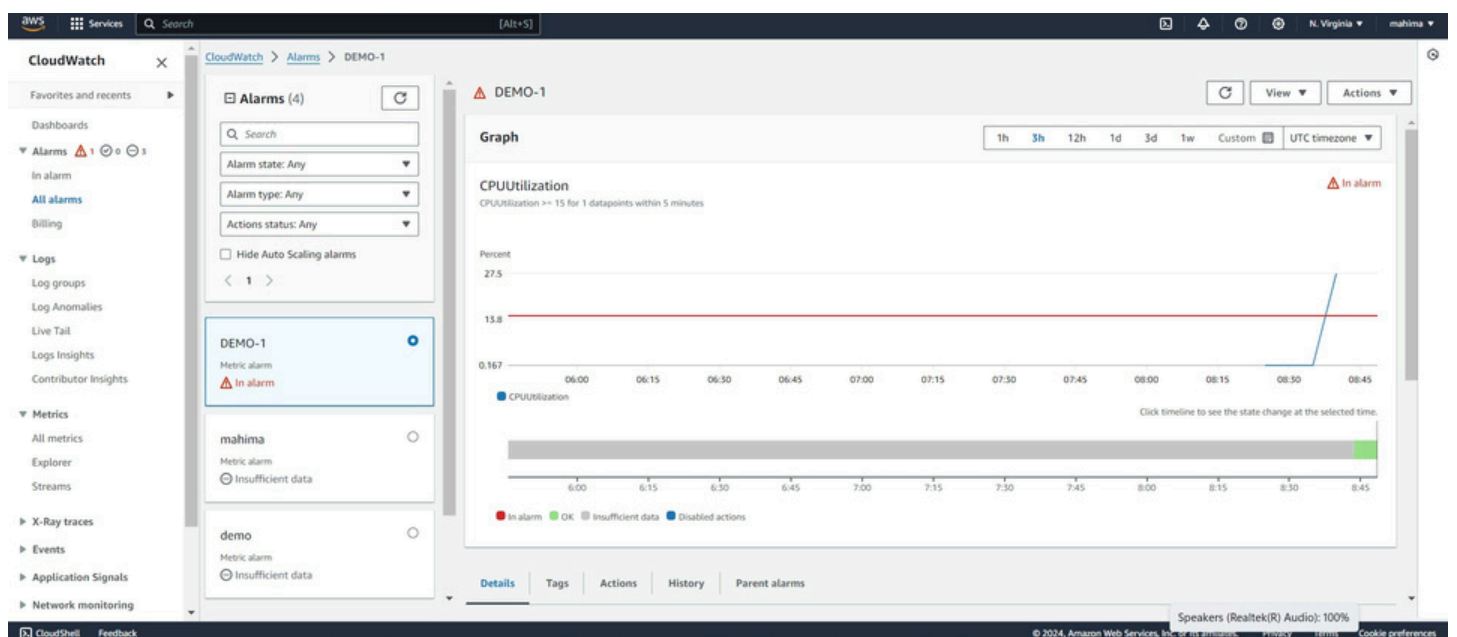 aws Services Search [Alt+S] N. Virginia mahima
CloudWatch
Favorites and recents
Dashboards
Alarms 1 0 3
In alarm
All alarms
Billing
Logs
Log groups
Log Anomalies
Live Tail
Logs Insights
Contributor Insights
Metrics
All metrics
Explorer
Streams
X-Ray traces
Events
Application Signals
Network monitoring
CloudWatch > Alarms > DEMO-1
Alarms (4)
Search
Alarm state: Any
Alarm type: Any
Actions status: Any
Hide Auto Scaling alarms
< 1 >
DEMO-1
Metric alarm
In alarm
mahima
Metric alarm
Insufficient data
demo
Metric alarm
Insufficient data
DEMO-1 View Actions
Graph 1h 3h 12h 1d 3d 1w Custom UTC timezone
CPUUtilization In alarm
CPUUtilization >= 15 for 1 datapoints within 5 minutes
Percent
27.5
13.8
0.167
06:00 06:15 06:30 06:45 07:00 07:15 07:30 07:45 08:00 08:15 08:30 08:45
CPUUtilization
Click timeline to see the state change at the selected time.
6:00 6:15 6:30 6:45 7:00 7:15 7:30 7:45 8:00 8:15 8:30 8:45
In alarm OK Insufficient data Disabled actions
Details Tags Actions History Parent alarms
Speakers (Realtek(R) Audio): 100%
CloudShell Feedback © 2024, Amazon Web Services, Inc. or its affiliates. Privacy Terms Cookie preferences